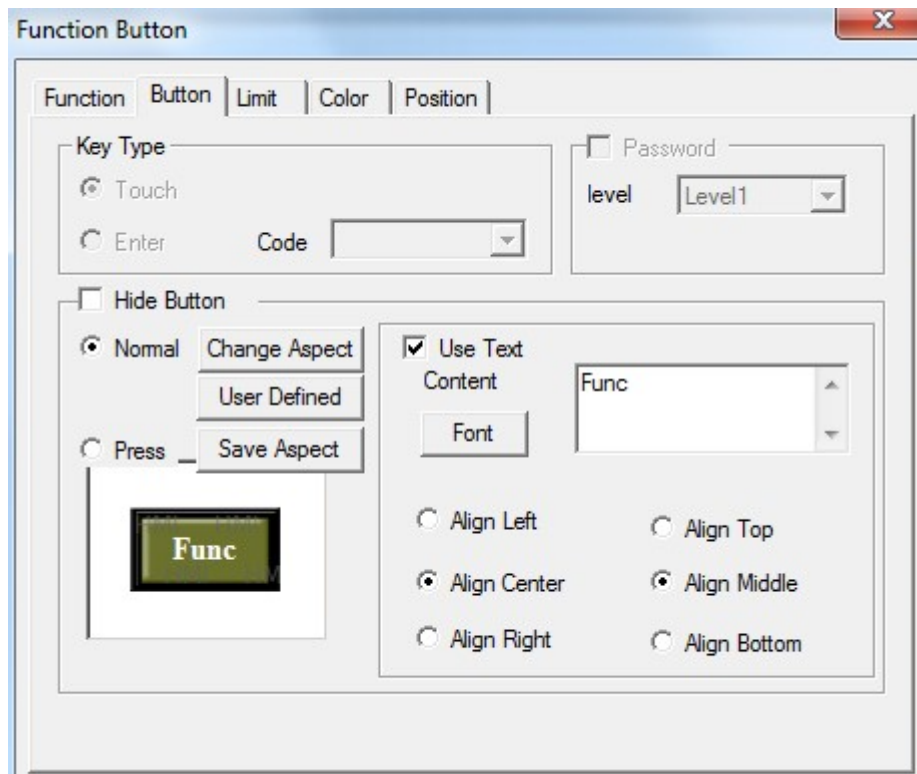 Function Button
Function Button Limit Color Position
Key Type
Touch
Enter Code
Password
level Level1
Hide Button
Normal Change Aspect
User Defined
Press Save Aspect
Func
Use Text
Content Func
Font
Align Left Align Top
Align Center Align Middle
Align Right Align Bottom